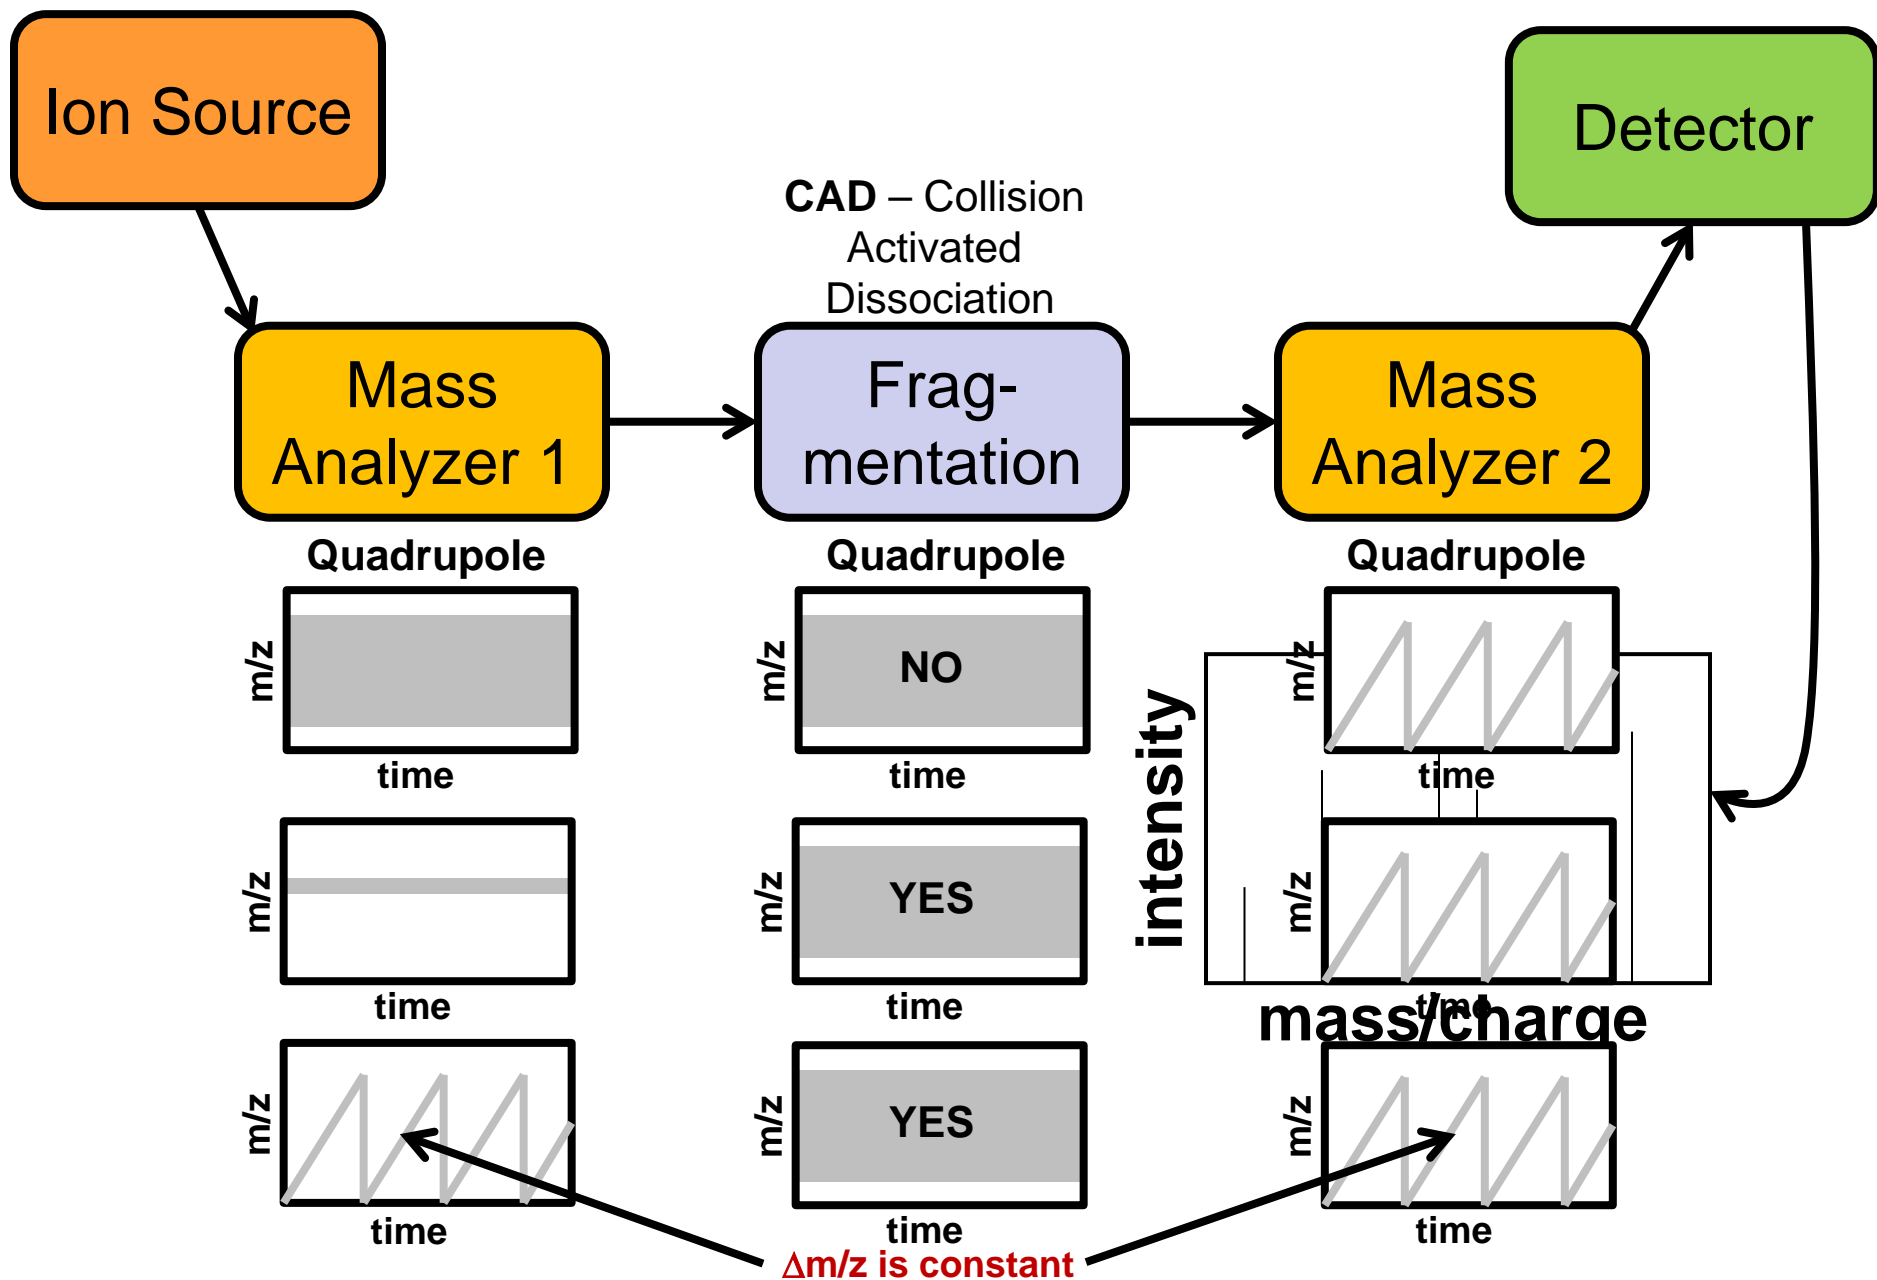 Ion Source
Detector
CAD – Collision
Activated
Dissociation
Mass
Analyzer 1
Frag-
mentation
Mass
Analyzer 2
Quadrupole
Quadrupole
Quadrupole
m/z
time
m/z
NO
time
m/z
time
intensity
mass/charge
m/z
time
m/z
YES
time
m/z
time
m/z
time
m/z
YES
time
m/z
time
Δm/z is constant